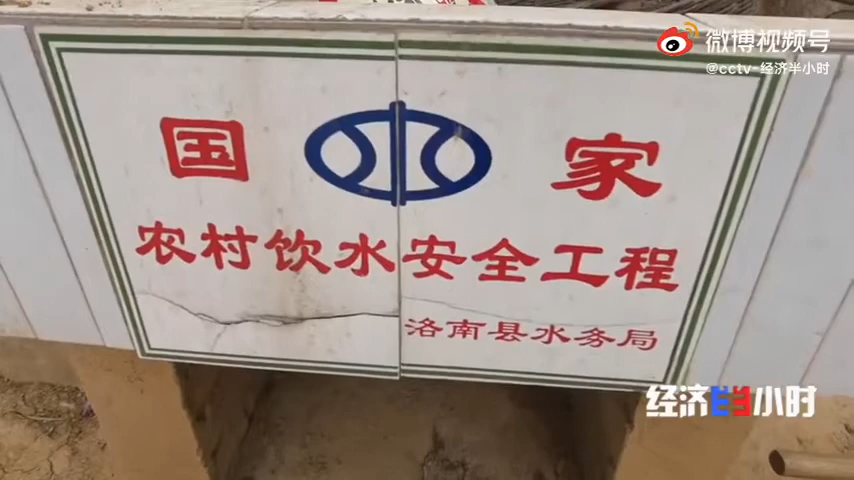 微博视频号
@cctv-经济半小时
国 家
农村饮水安全工程
洛南县水务局
经济半小时